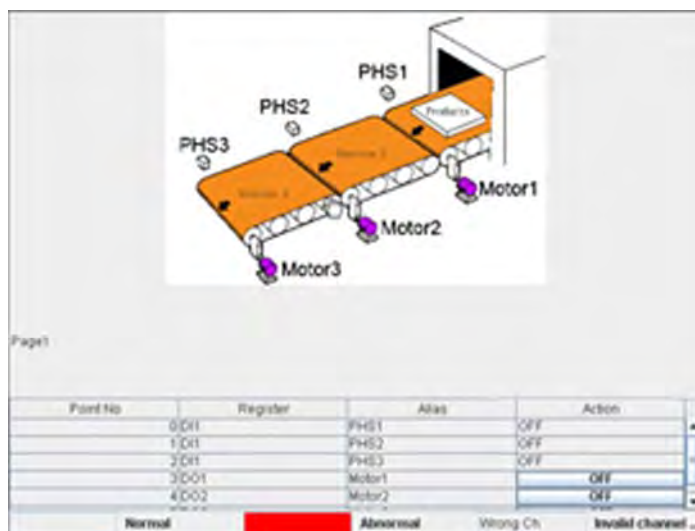 PHS1
PHS2
PHS3
Products
Motor1
Motor2
Motor3
Page1
Point No Register Alias Action
0 DI1 PHS1 OFF
1 DI1 PHS2 OFF
2 DI1 PHS3 OFF
3 DO1 Motor1 OFF
4 DO2 Motor2 OFF
Normal Abnormal Wrong Ch Invalid channel